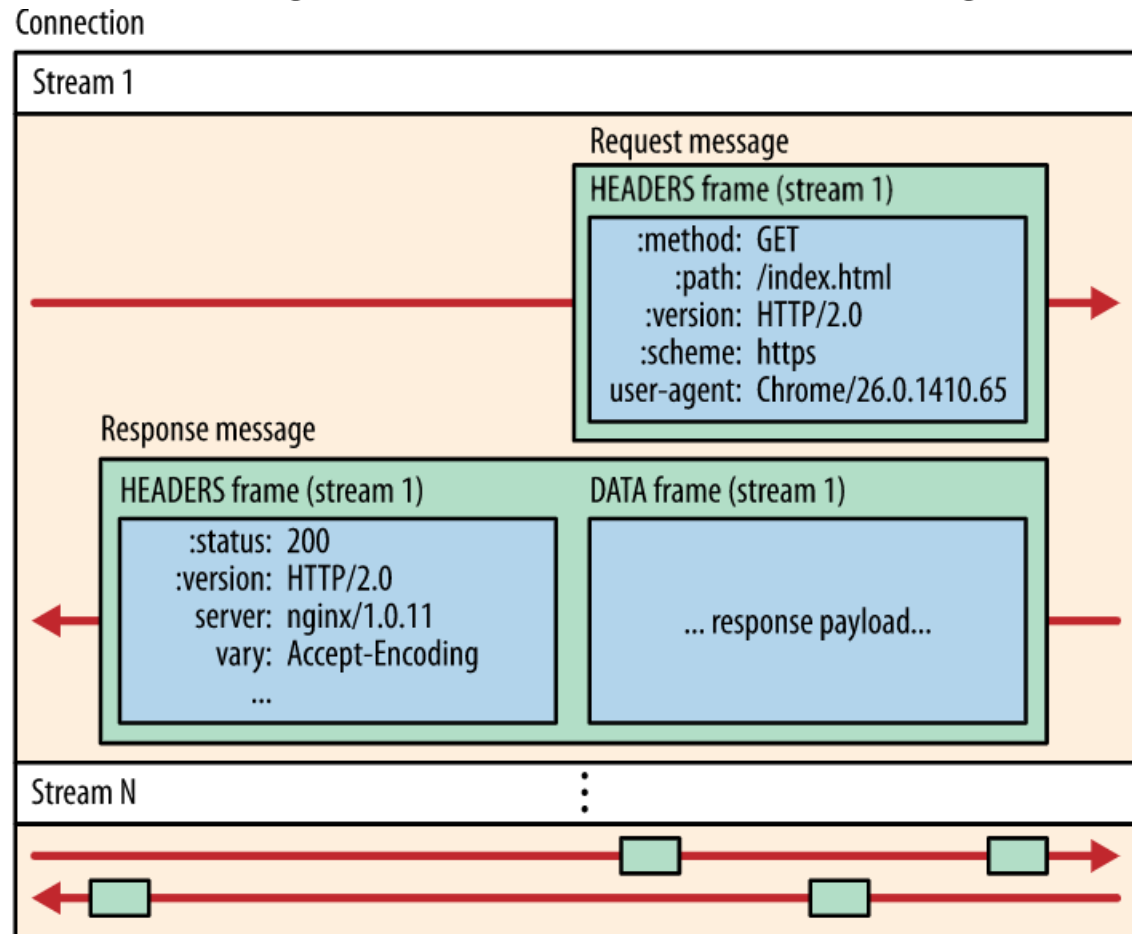 Connection
Stream 1
Request message
HEADERS frame (stream 1)
:method: GET
:path: /index.html
:version: HTTP/2.0
:scheme: https
user-agent: Chrome/26.0.1410.65
Response message
HEADERS frame (stream 1)
:status: 200
:version: HTTP/2.0
server: nginx/1.0.11
vary: Accept-Encoding
...
DATA frame (stream 1)
... response payload...
Stream N